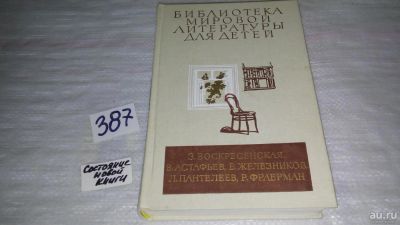 БИБЛИОТЕКА
МИРОВОЙ
ЛИТЕРАТУРЫ
ДЛЯ ДЕТЕЙ
387
Состояние
новой
книги
З. ВОСКРЕСЕНСКАЯ,
В. АСТАФЬЕВ, В. ЖЕЛЕЗНИКОВ,
Л. ПАНТЕЛЕЕВ, Р. ФРАЕРМАН
au.ru